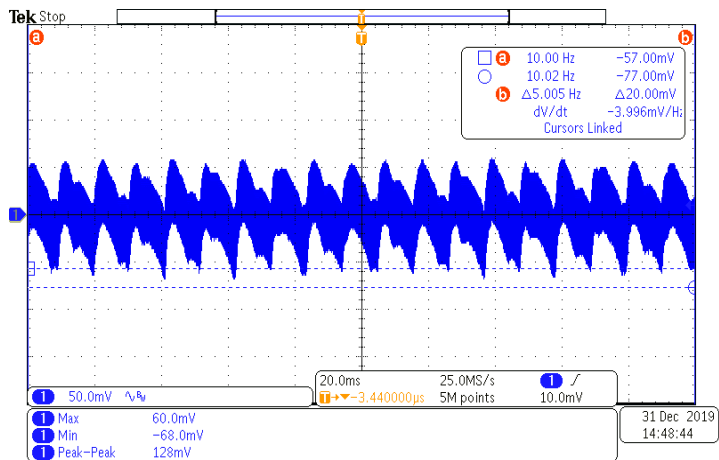 Tek Stop
T
a
T
b
a 10.00 Hz −57.00mV
10.02 Hz −77.00mV
b Δ5.005 Hz Δ20.00mV
dV/dt −3.996mV/Hz
Cursors Linked
1
1 50.0mV
20.0ms 25.0MS/s 1
T→▼−3.440000µs 5M points 10.0mV
1 Max 60.0mV
1 Min −68.0mV
1 Peak−Peak 128mV
31 Dec 2019
14:48:44